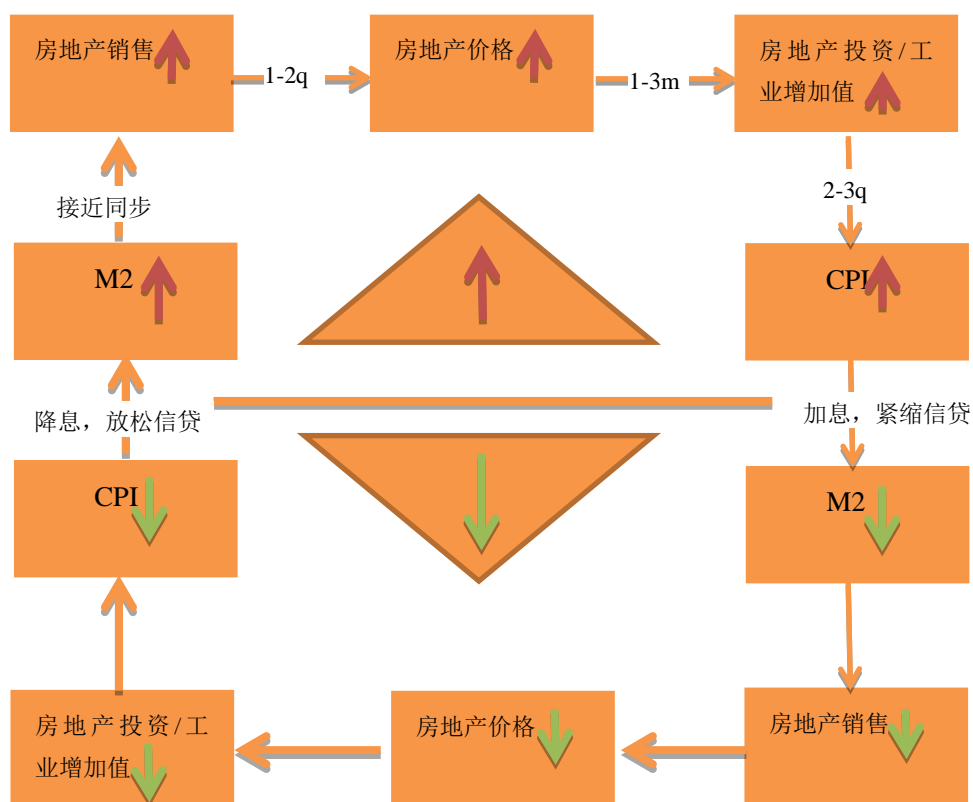 房地产销售
1-2q
房地产价格
1-3m
房地产投资/工
业增加值
2-3q
接近同步
M2
CPI
降息，放松信贷
加息，紧缩信贷
CPI
M2
房地产投资/工
业增加值
房地产价格
房地产销售